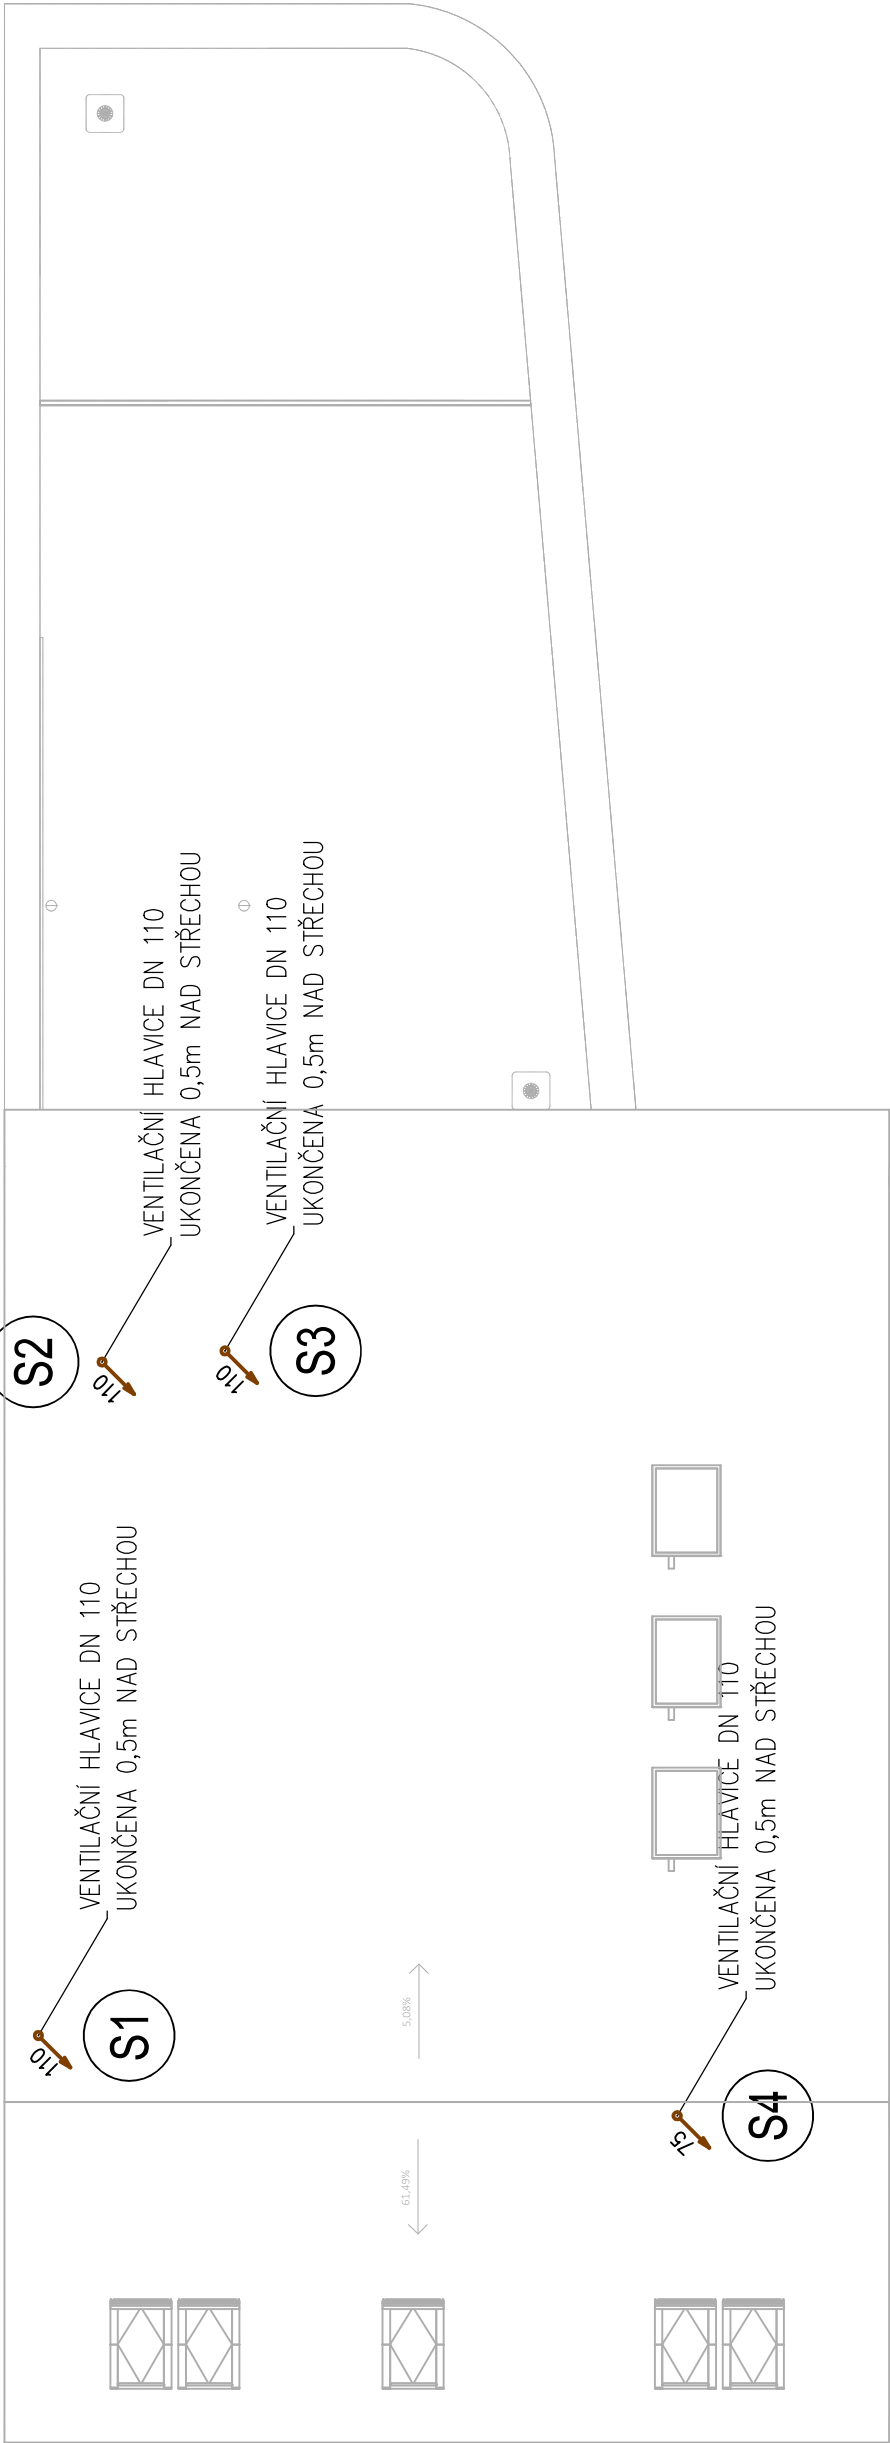 VENTILAČNÍ HLAVICE DN 110
UKONČENA 0,5m NAD STŘECHOU
S2
110
VENTILAČNÍ HLAVICE DN 110
UKONČENA 0,5m NAD STŘECHOU
S3
110
VENTILAČNÍ HLAVICE DN 110
UKONČENA 0,5m NAD STŘECHOU
S1
110
VENTILAČNÍ HLAVICE DN 110
UKONČENA 0,5m NAD STŘECHOU
S4
75
5,08%
61,49%